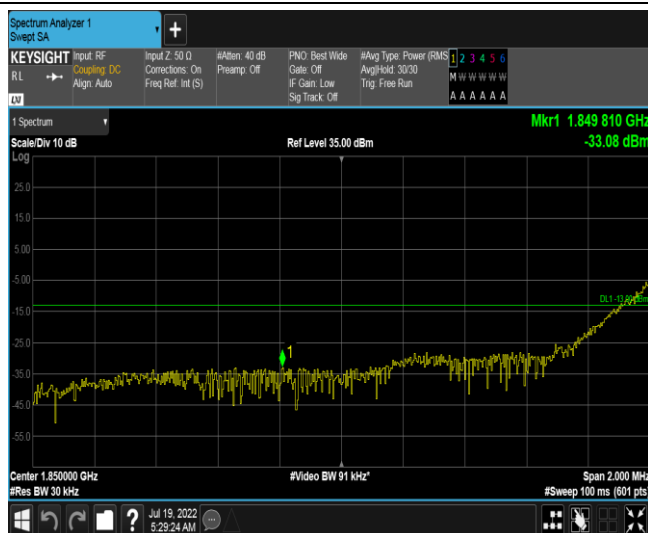 Spectrum Analyzer 1
Swept SA
+
KEYSIGHT
RL
LXI
Input: RF
Coupling: DC
Align: Auto
Input Z: 50 Ω
Corrections: On
Freq Ref: Int (S)
#Atten: 40 dB
Preamp: Off
PNO: Best Wide
Gate: Off
IF Gain: Low
Sig Track: Off
#Avg Type: Power (RMS
Avg|Hold: 30/30
Trig: Free Run
1 2 3 4 5 6
M W W W W W
A A A A A A
1 Spectrum
Scale/Div 10 dB
Ref Level 35.00 dBm
Mkr1 1.849 810 GHz
-33.08 dBm
Log
25.0
15.0
5.00
-5.00
-15.0
-25.0
-35.0
-45.0
-55.0
1
Center 1.850000 GHz
#Res BW 30 kHz
#Video BW 91 kHz*
Span 2.000 MHz
#Sweep 100 ms (601 pts)
?
Jul 19, 2022
5:29:24 AM